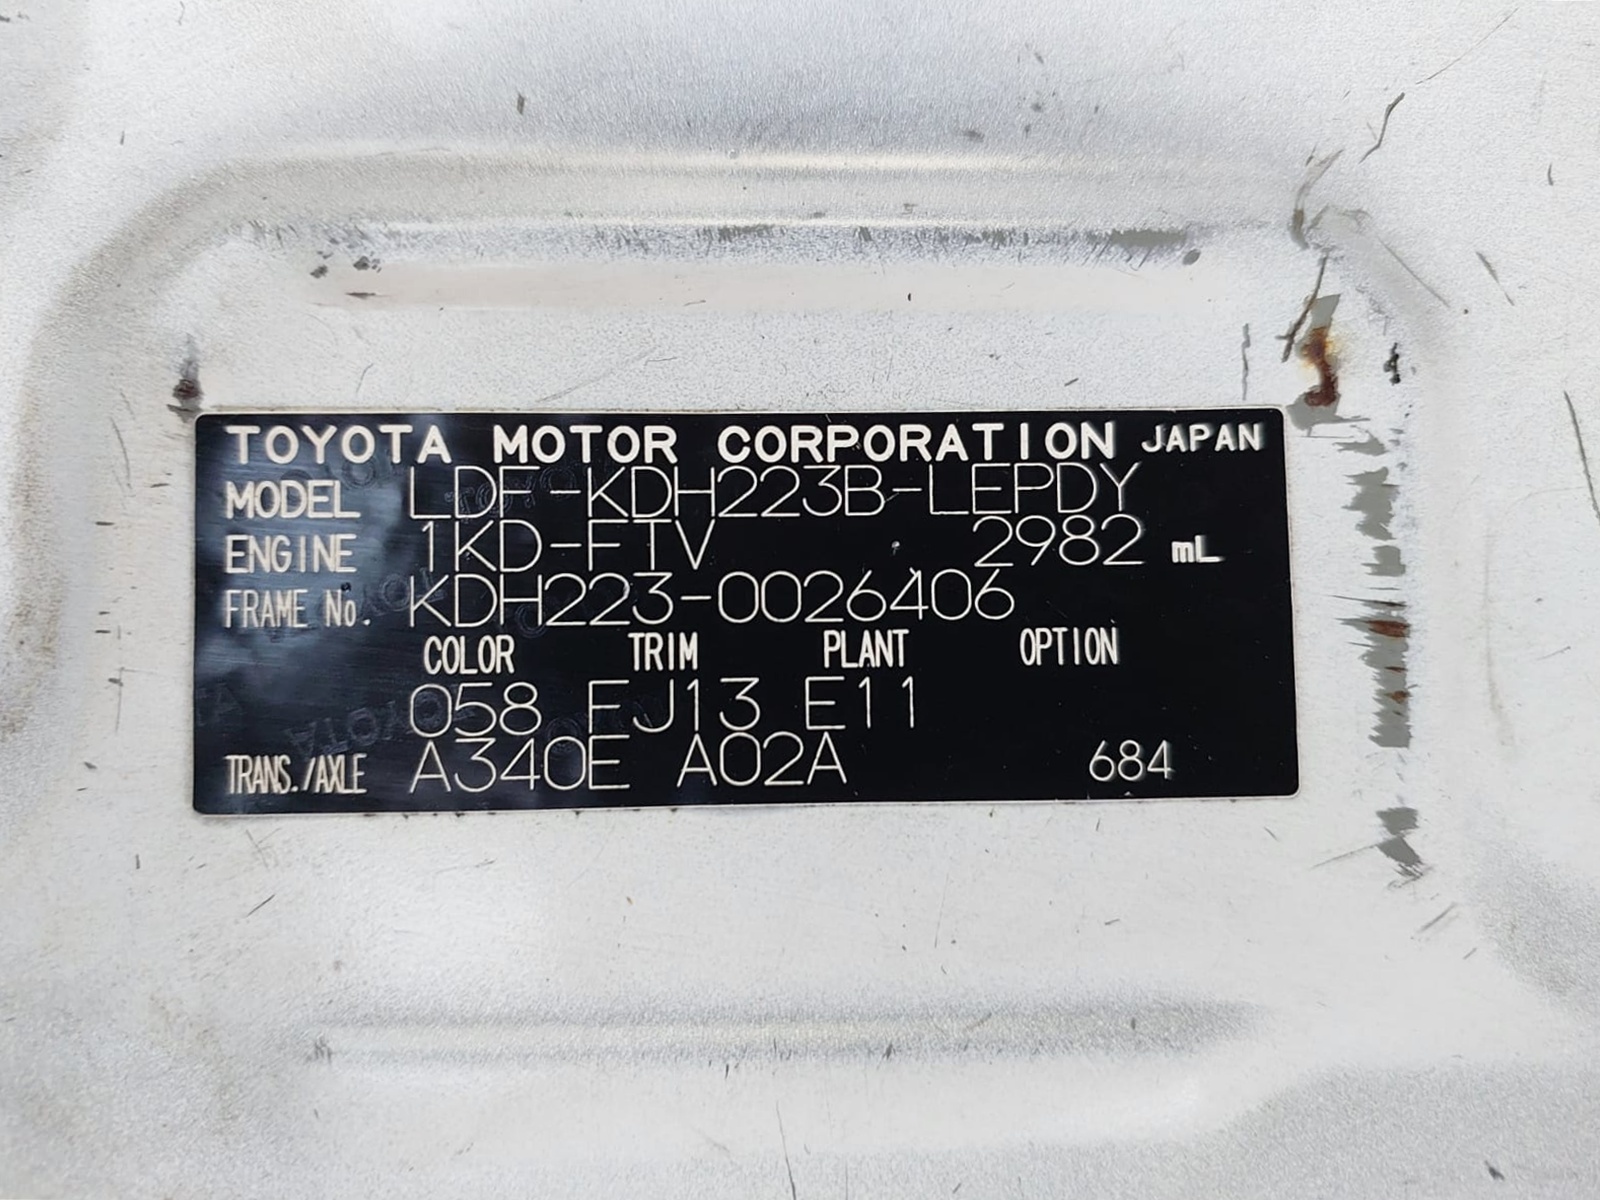 TOYOTA MOTOR CORPORATION JAPAN
MODEL LDF-KDH223B-LEPDY
ENGINE 1KD-FTV 2982 mL
FRAME No. KDH223-0026406
COLOR TRIM PLANT OPTION
058 FJ13 E11
TRANS./AXLE A340E A02A 684